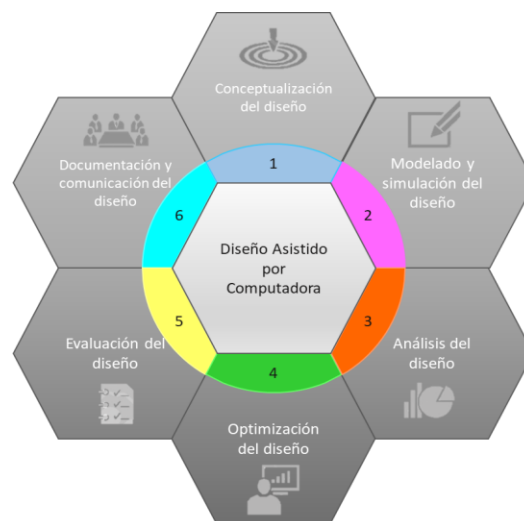 Conceptualización
del diseño
1
Modelado y
simulación del
diseño
2
Análisis del
diseño
3
Optimización
del diseño
4
Evaluación del
diseño
5
Documentación y
comunicación del
diseño
6
Diseño Asistido
por
Computadora